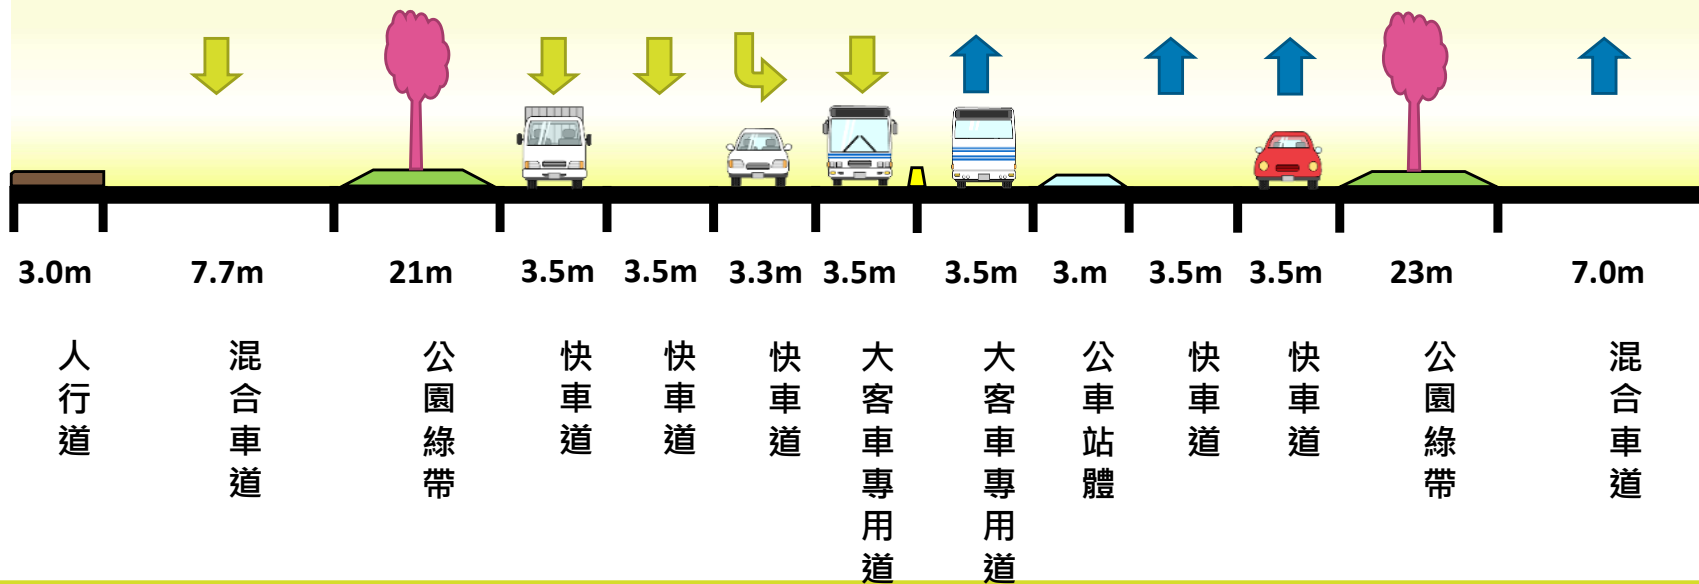 3.0m 7.7m 21m 3.5m 3.5m 3.3m 3.5m 3.5m 3.m 3.5m 3.5m 23m 7.0m
人行道
混合車道
公園綠帶
快車道
快車道
快車道
大客車專用道
大客車專用道
公車站體
快車道
快車道
公園綠帶
混合車道